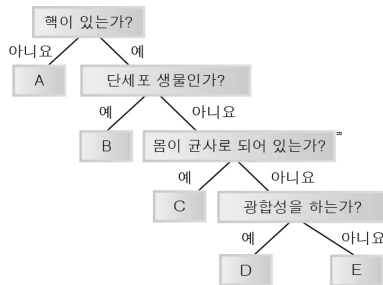 핵이 있는가?
아니요 예
A 단세포 생물인가?
예 아니요
B 몸이 균사로 되어 있는가?
예 아니요
C 광합성을 하는가?
예 아니요
D E